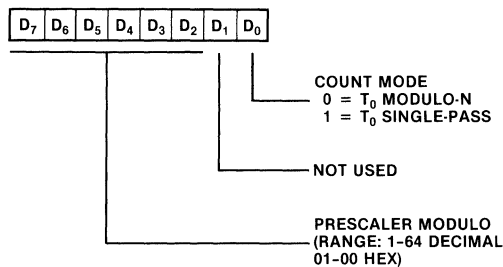 D7 D6 D5 D4 D3 D2 D1 D0
COUNT MODE
0 = T0 MODULO-N
1 = T0 SINGLE-PASS
NOT USED
PRESCALER MODULO
(RANGE: 1-64 DECIMAL
01-00 HEX)